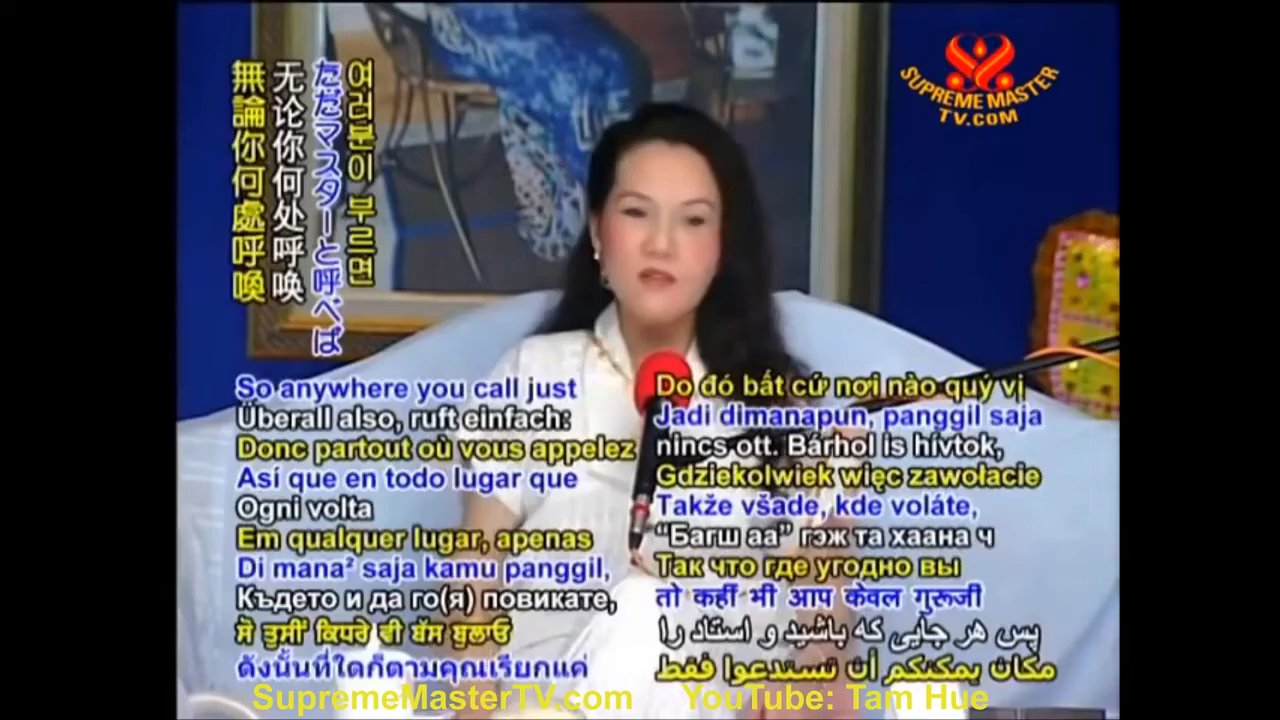 SUPREME MASTER
TV.COM
여러분이 부르면
ただマスターと呼べば
无论你何处呼唤
無論你何處呼喚
So anywhere you call just
Überall also, ruft einfach:
Donc partout où vous appelez
Así que en todo lugar que
Ogni volta
Em qualquer lugar, apenas
Di mana² saja kamu panggil,
Където и да го(я) повикате,
ਸੋ ਤੁਸੀਂ ਕਿਧਰੇ ਵੀ ਬੱਸ ਬੁਲਾਓ
ดังนั้นที่ใดก็ตามคุณเรียกแค่
Do đó bất cứ nơi nào quý vị
Jadi dimanapun, panggil saja
nincs ott. Bárhol is hívtok,
Gdziekolwiek więc zawołacie
Takže všade, kde voláte,
“Багш аа” гэж та хаана ч
Так что где угодно вы
तो कहीं भी आप केवल गुरूजी
پس هر جایی که باشید و استاد را
مكان يمكنكم أن تستدعوا فقط
SupremeMasterTV.com YouTube: Tam Hue